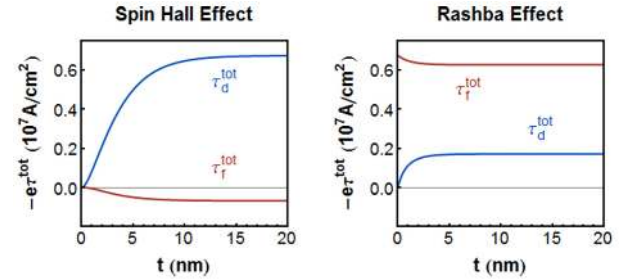 Spin Hall Effect
−eτ^tot (10^7A/cm^2)
0.6
0.4
0.2
0.0
τ_d^tot
τ_f^tot
0 5 10 15 20
t (nm)
Rashba Effect
−eτ^tot (10^7A/cm^2)
0.6
0.4
0.2
0.0
τ_f^tot
τ_d^tot
0 5 10 15 20
t (nm)